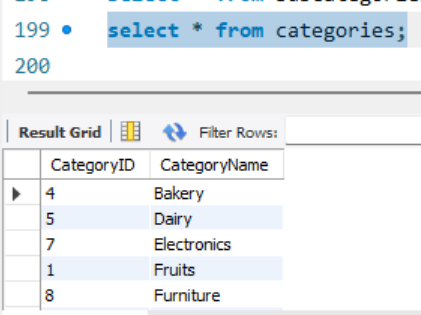 199
select * from categories;
200
Result Grid
Filter Rows:
CategoryID CategoryName
4 Bakery
5 Dairy
7 Electronics
1 Fruits
8 Furniture